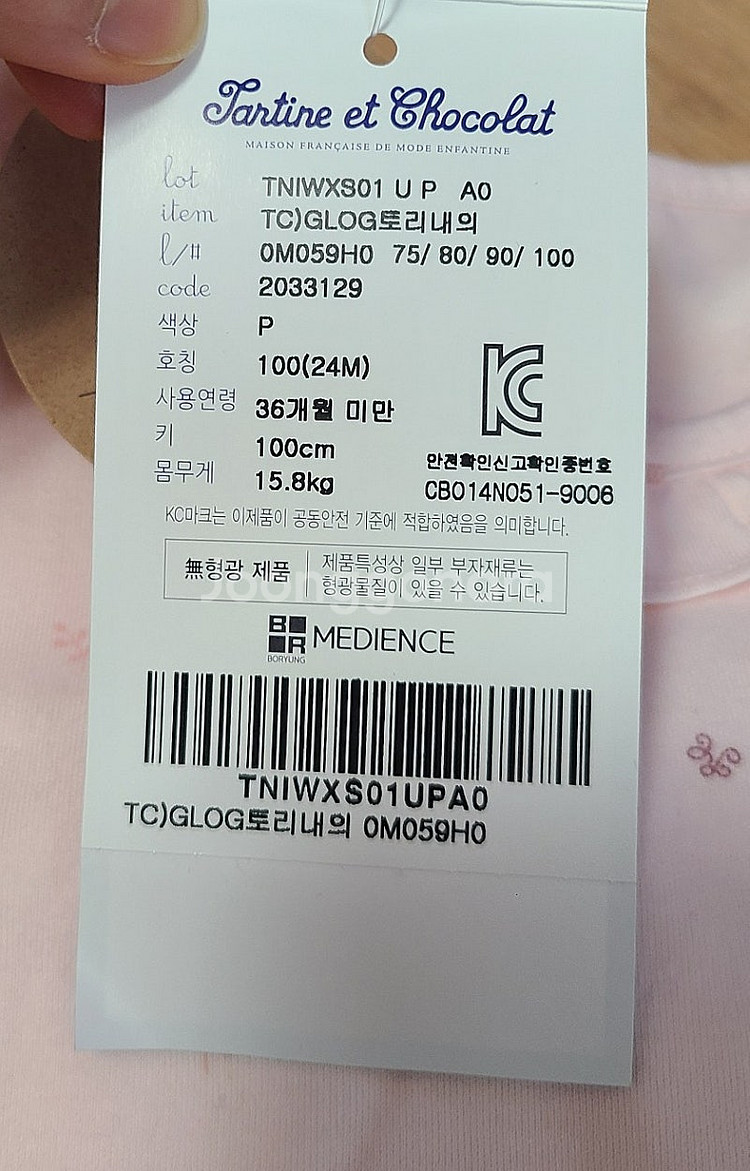 Tartine et Chocolat
MAISON FRANÇAISE DE MODE ENFANTINE
lot TNIWXS01 U P A0
item TC)GLOG토리내의
l/# 0M059H0 75/ 80/ 90/ 100
code 2033129
색상 P
호칭 100(24M)
사용연령 36개월 미만
키 100cm
몸무게 15.8kg
KC
안전확인신고확인증번호
CB014N051-9006
KC마크는 이제품이 공동안전 기준에 적합하였음을 의미합니다.
無형광 제품
제품특성상 일부 부자재류는
형광물질이 있을 수 있습니다.
Joonggonara
BR MEDIENCE
BORYUNG
TNIWXS01UPA0
TC)GLOG토리내의 0M059H0